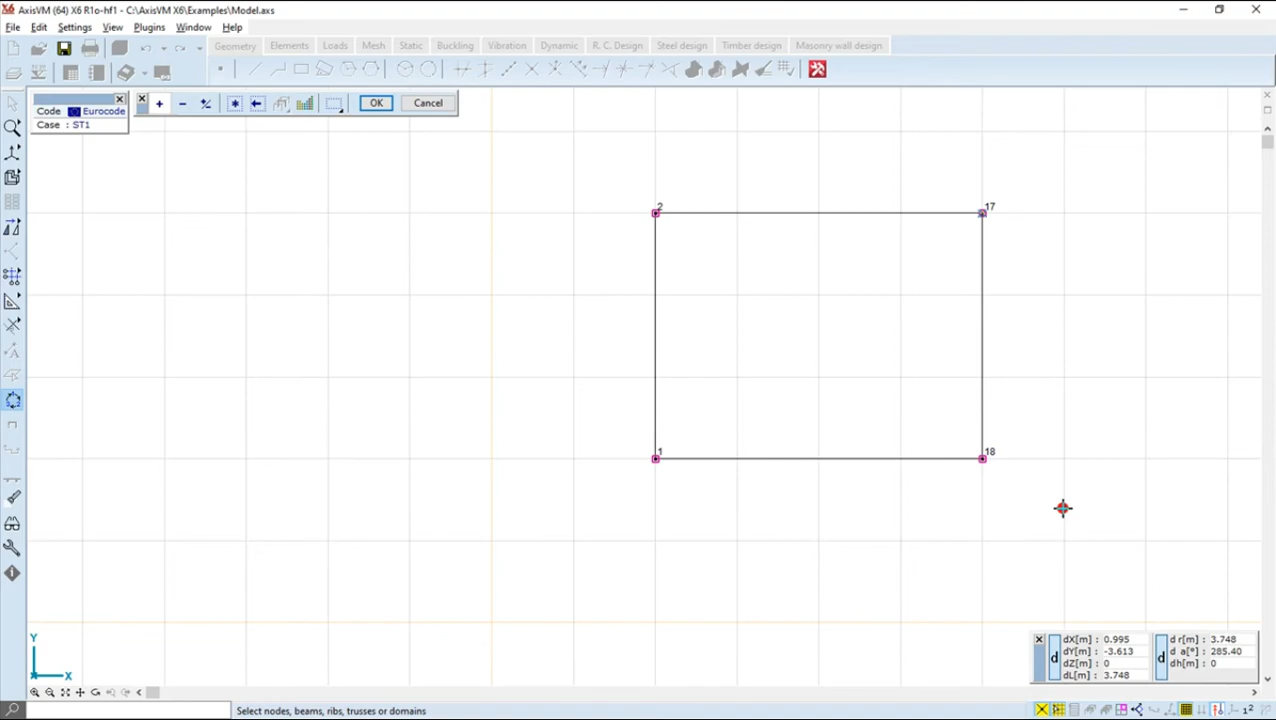 AxisVM (64) X6 R1o-hf1 - C:\AxisVM X6\Examples\Model.axs
File Edit Settings View Plugins Window Help
Geometry Elements Loads Mesh Static Buckling Vibration Dynamic R. C. Design Steel design Timber design Masonry wall design
Code Eurocode
Case : ST1
OK Cancel
2
17
1
18
Y
X
dX[m] : 0.995
dY[m] : -3.613
dZ[m] : 0
dL[m] : 3.748
d
d r[m] : 3.748
d a[°] : 285.40
dh[m] : 0
d
Select nodes, beams, ribs, trusses or domains